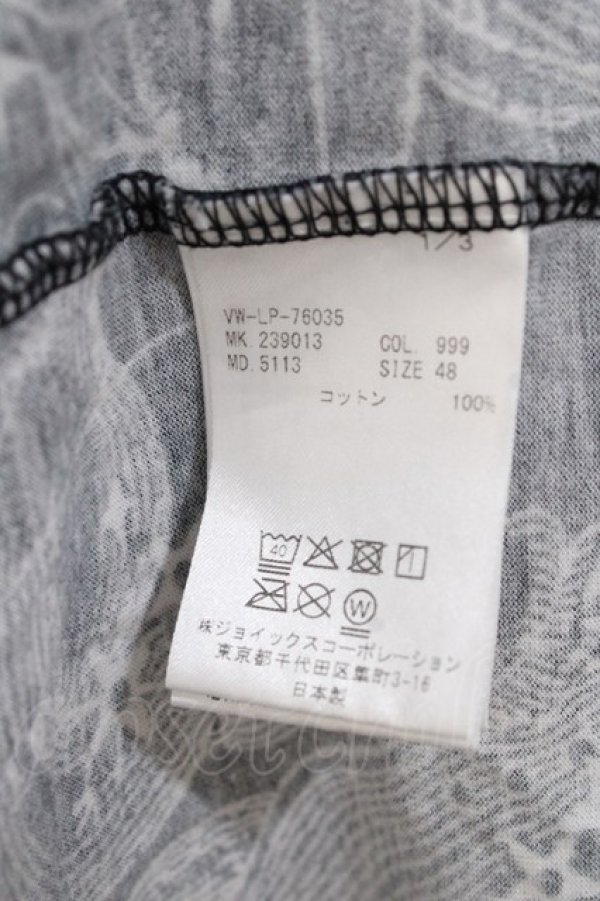 1/3
VW-LP-76035
MK. 239013 COL. 999
MD. 5113 SIZE 48
コットン 100%
40
W
㈱ジョイックスコーポレーション
東京都千代田区麹町3-16
日本製
closet